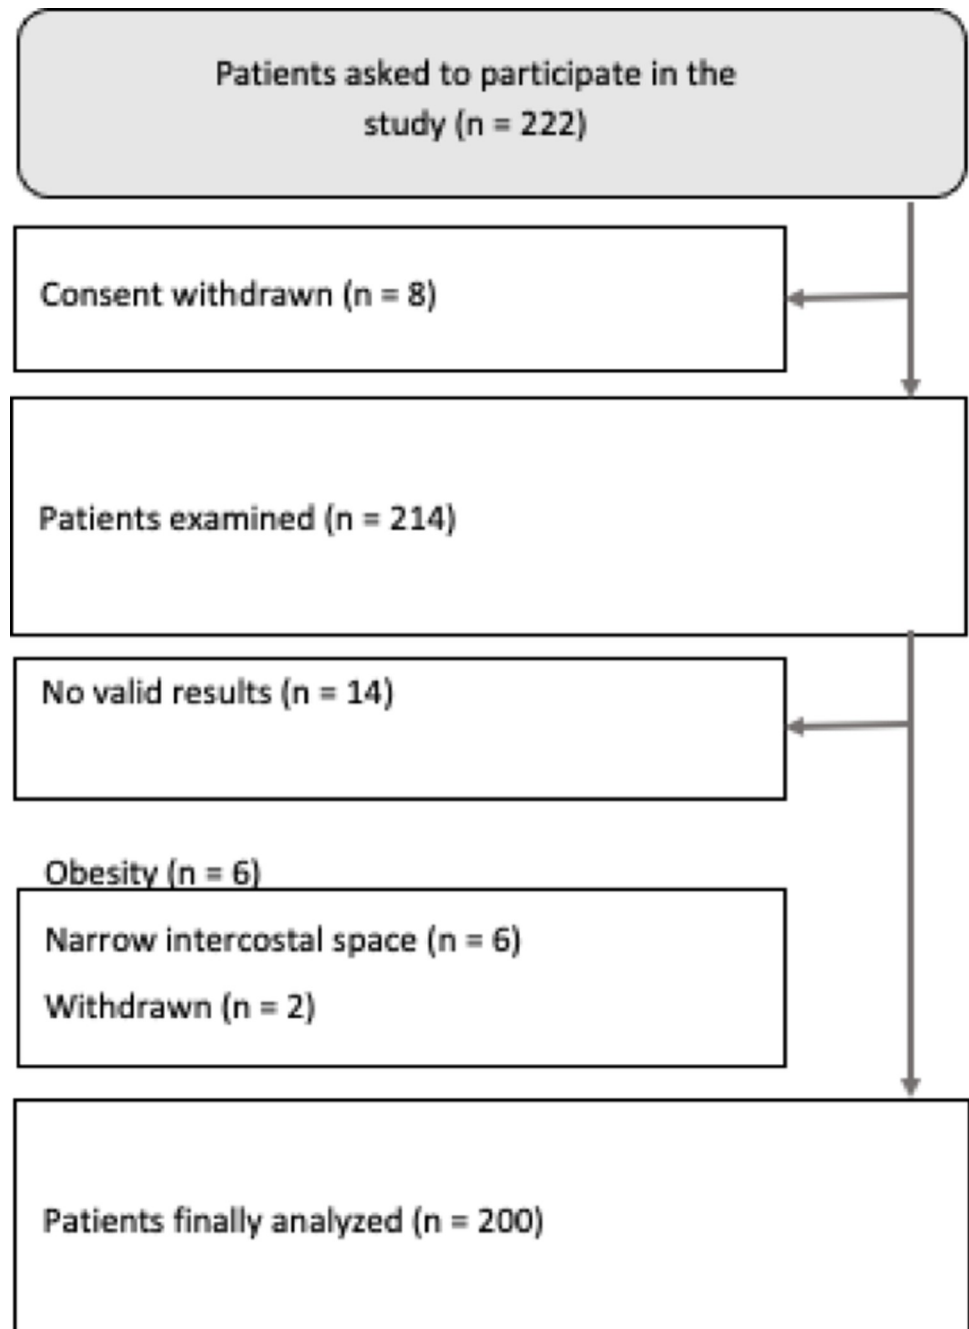 Patients asked to participate in the
study (n = 222)
Consent withdrawn (n = 8)
Patients examined (n = 214)
No valid results (n = 14)
Obesity (n = 6)
Narrow intercostal space (n = 6)
Withdrawn (n = 2)
Patients finally analyzed (n = 200)